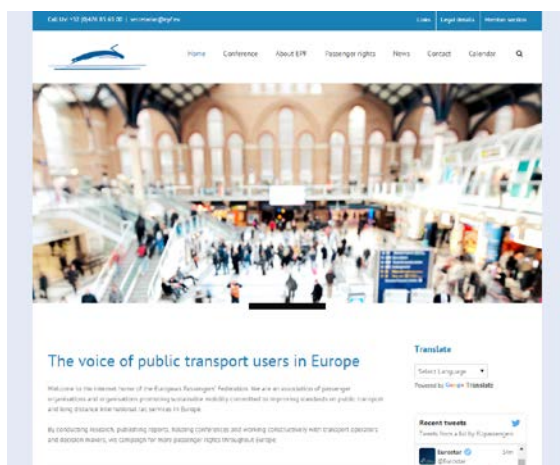 Call Us! +32 (0)476 85 65 00 | secretariat@epf.eu
Links Legal details Member section
Home Conference About EPF Passenger rights News Contact Calendar
The voice of public transport users in Europe
Welcome to the internet home of the European Passengers' Federation. We are an association of passenger
organisations and organisations promoting sustainable mobility committed to improving standards on public transport
and long distance international rail services in Europe.
By conducting research, publishing reports, holding conferences and working constructively with transport operators
and decision makers, we campaign for more passenger rights throughout Europe.
Translate
Select Language
Powered by Google Translate
Recent tweets
Tweets from a list by EUpassengers
Eurostar
@Eurostar